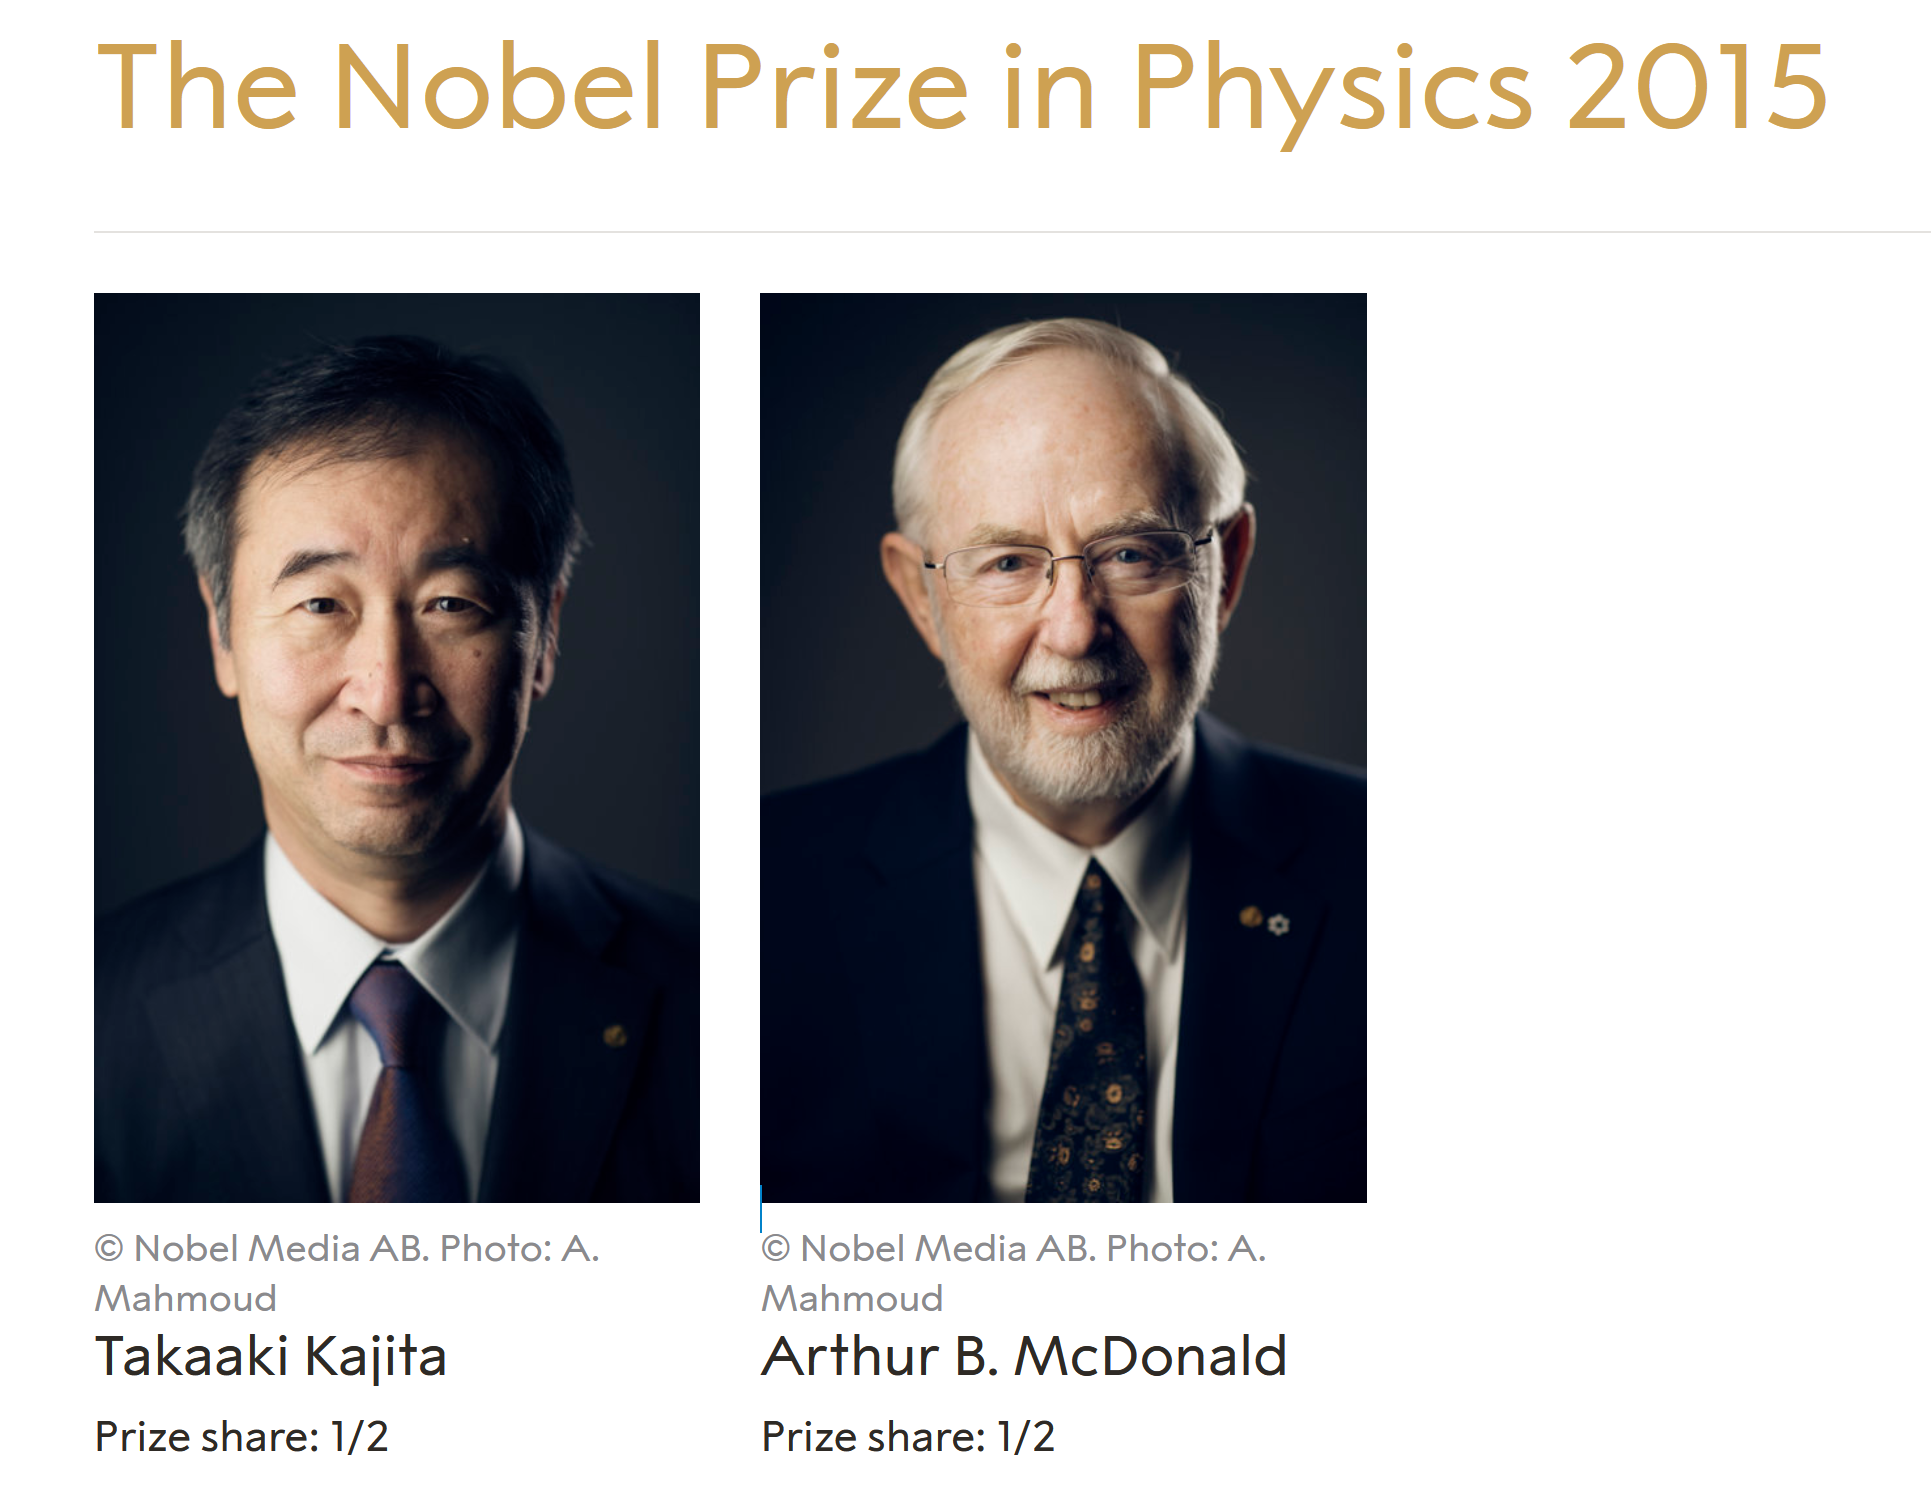 The Nobel Prize in Physics 2015
© Nobel Media AB. Photo: A.
Mahmoud
Takaaki Kajita
Prize share: 1/2
© Nobel Media AB. Photo: A.
Mahmoud
Arthur B. McDonald
Prize share: 1/2